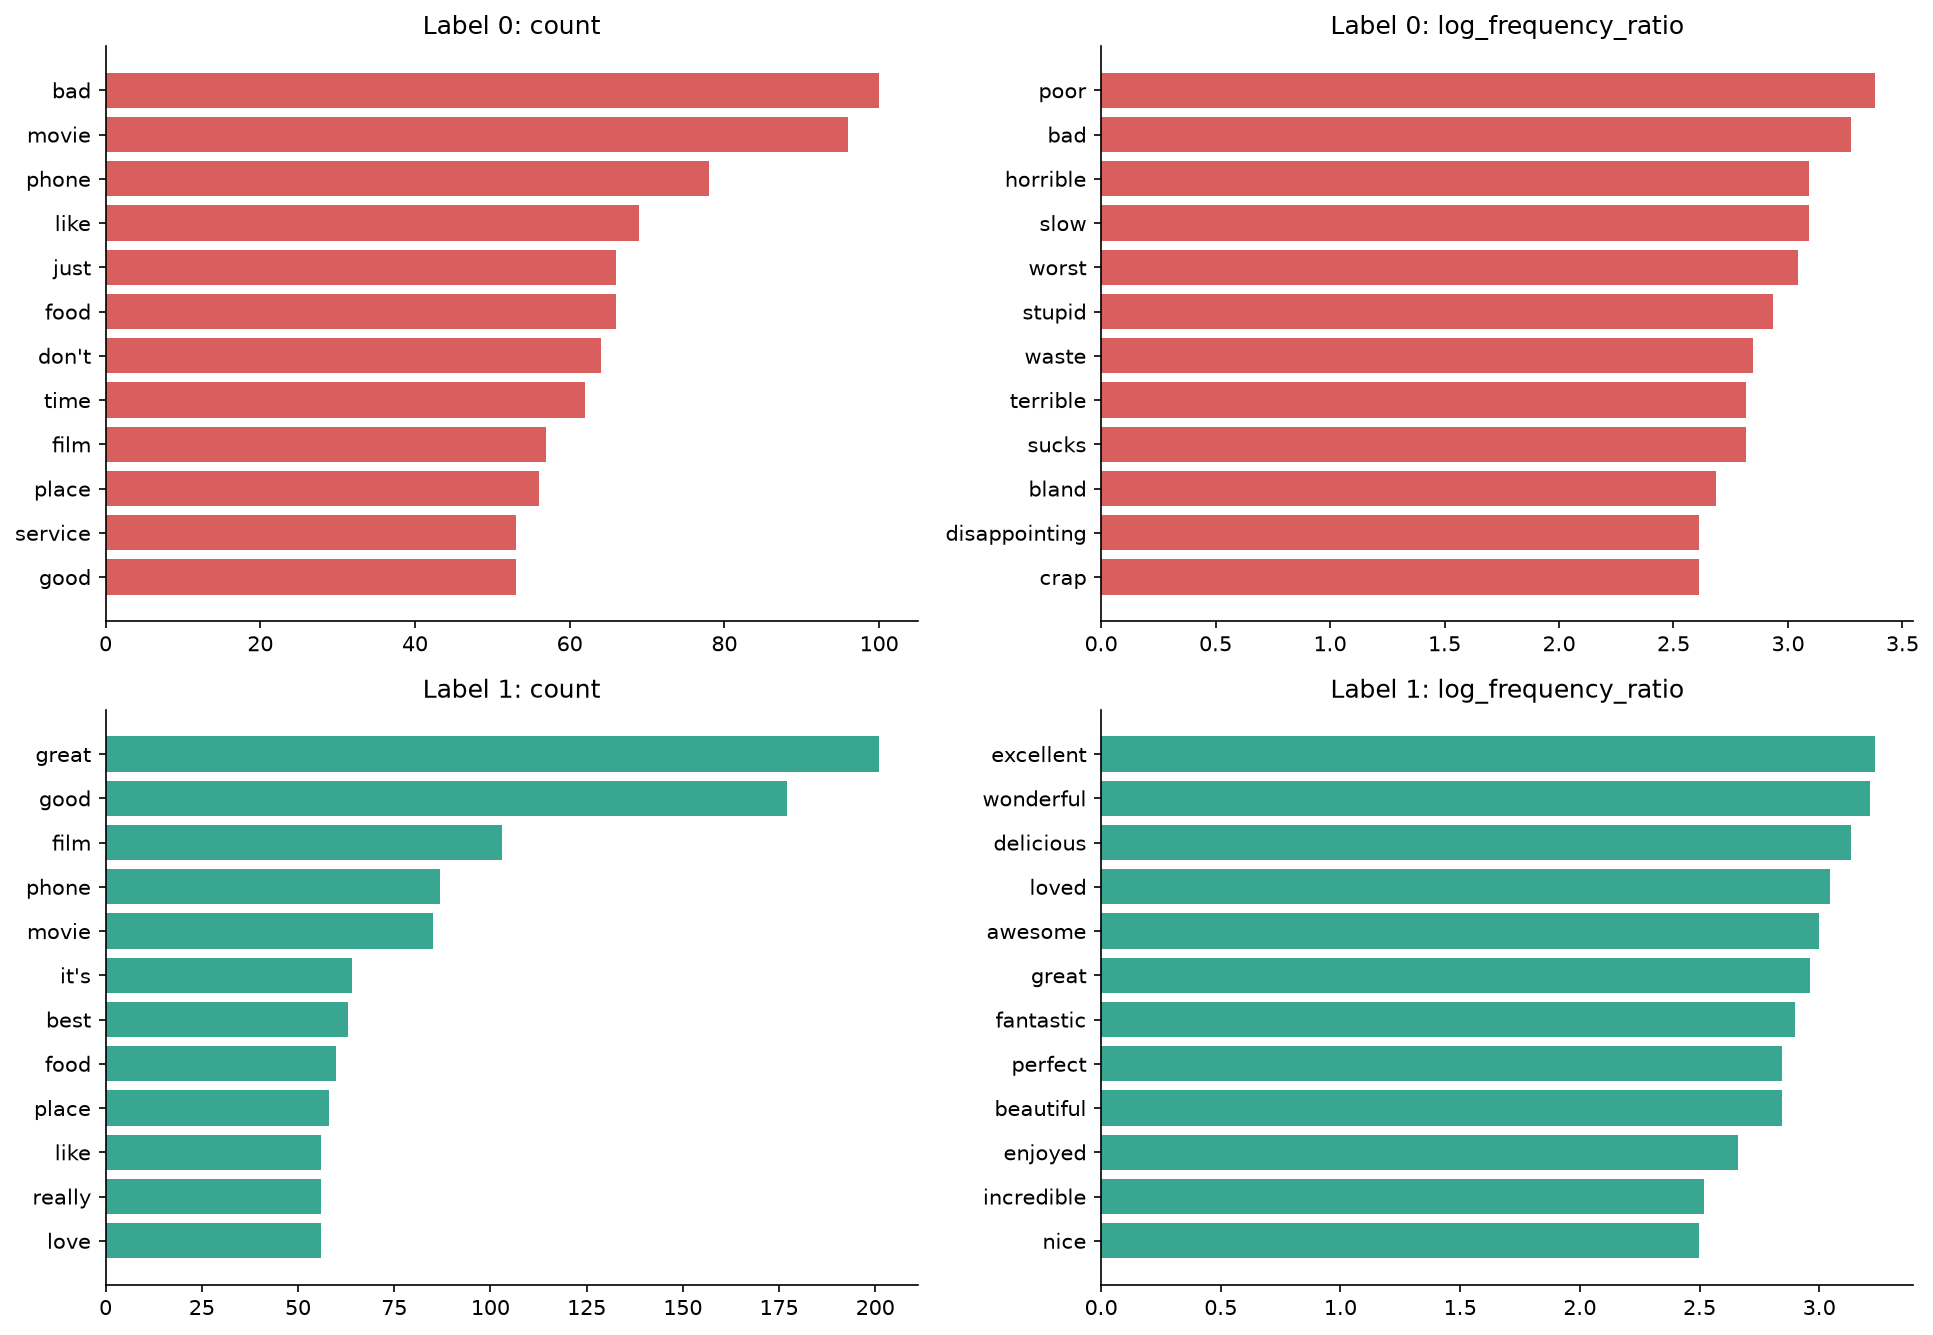 Label 0: count
bad
movie
phone
like
just
food
don't
time
film
place
service
good
0 20 40 60 80 100
Label 0: log_frequency_ratio
poor
bad
horrible
slow
worst
stupid
waste
terrible
sucks
bland
disappointing
crap
0.0 0.5 1.0 1.5 2.0 2.5 3.0 3.5
Label 1: count
great
good
film
phone
movie
it's
best
food
place
like
really
love
0 25 50 75 100 125 150 175 200
Label 1: log_frequency_ratio
excellent
wonderful
delicious
loved
awesome
great
fantastic
perfect
beautiful
enjoyed
incredible
nice
0.0 0.5 1.0 1.5 2.0 2.5 3.0